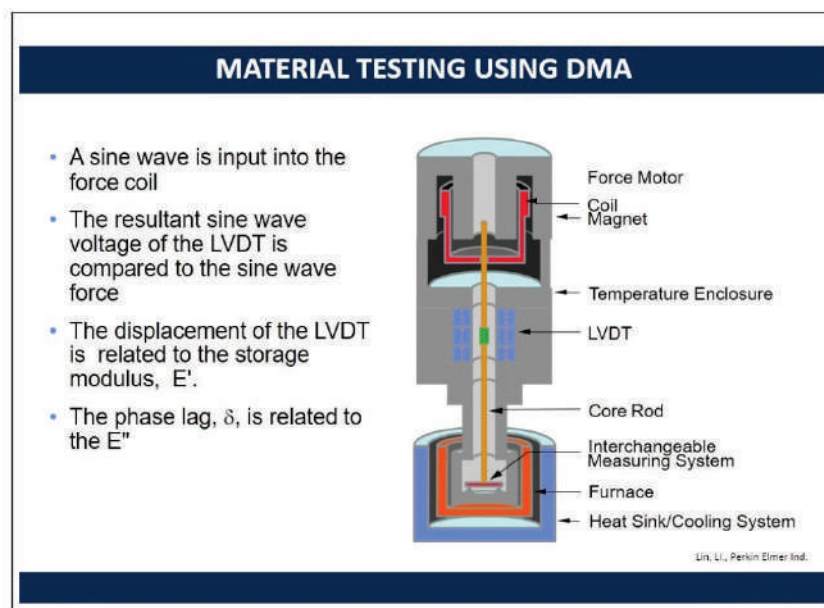 MATERIAL TESTING USING DMA
• A sine wave is input into the
force coil
• The resultant sine wave
voltage of the LVDT is
compared to the sine wave
force
• The displacement of the LVDT
is related to the storage
modulus, E'.
• The phase lag, δ, is related to
the E"
Force Motor
Coil
Magnet
Temperature Enclosure
LVDT
Core Rod
Interchangeable
Measuring System
Furnace
Heat Sink/Cooling System
Lin, LI., Perkin Elmer Ind.